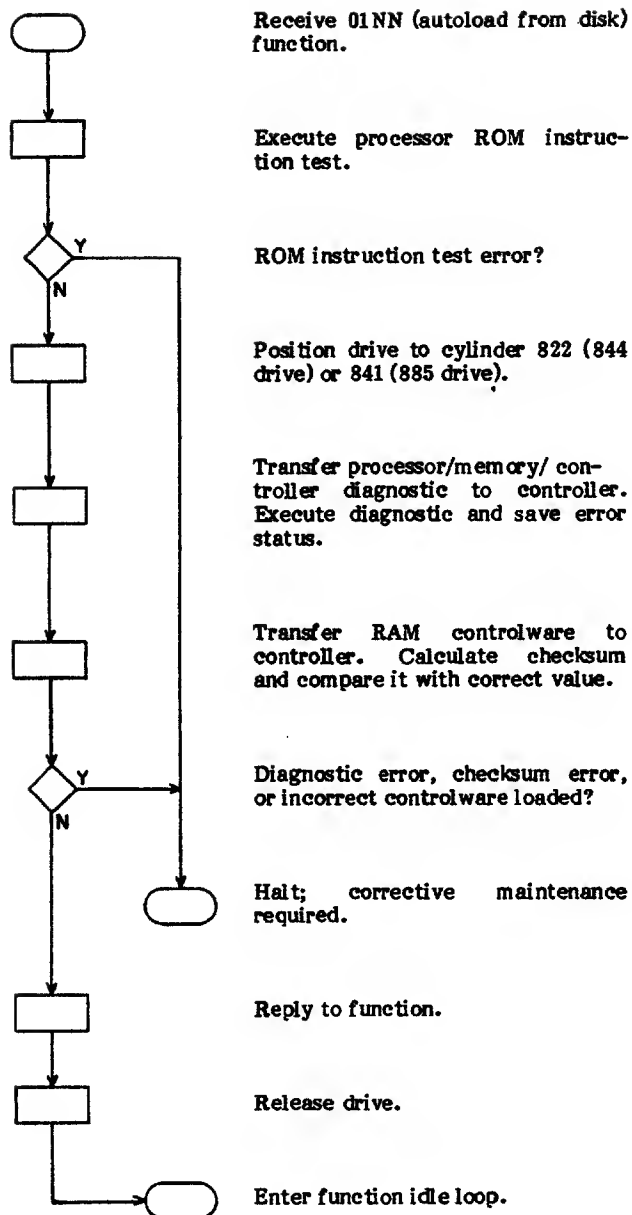 Receive 01NN (autoload from disk)
function.
Execute processor ROM instruc-
tion test.
Y
ROM instruction test error?
N
Position drive to cylinder 822 (844
drive) or 841 (885 drive).
Transfer processor/memory/ con-
troller diagnostic to controller.
Execute diagnostic and save error
status.
Transfer RAM controlware to
controller. Calculate checksum
and compare it with correct value.
Y
Diagnostic error, checksum error,
or incorrect controlware loaded?
N
Halt; corrective maintenance
required.
Reply to function.
Release drive.
Enter function idle loop.